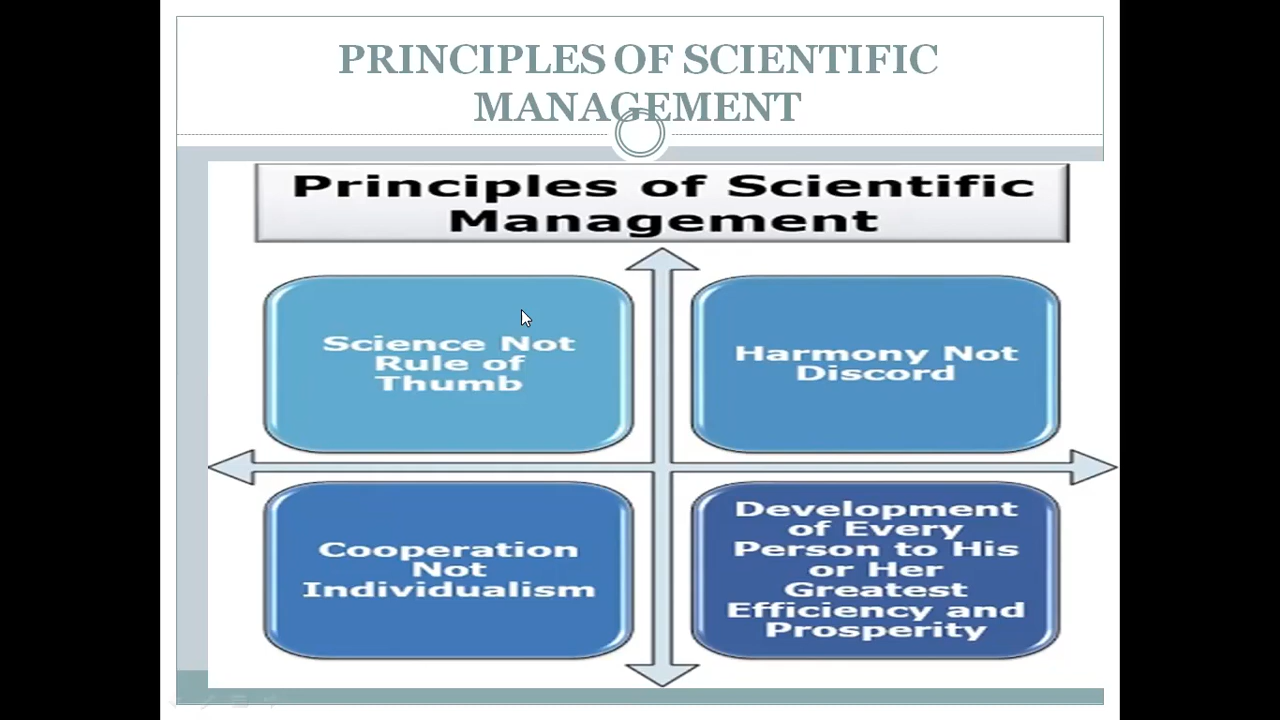 PRINCIPLES OF SCIENTIFIC
MANAGEMENT
Principles of Scientific
Management
Science Not
Rule of
Thumb
Harmony Not
Discord
Cooperation
Not
Individualism
Development
of Every
Person to His
or Her
Greatest
Efficiency and
Prosperity